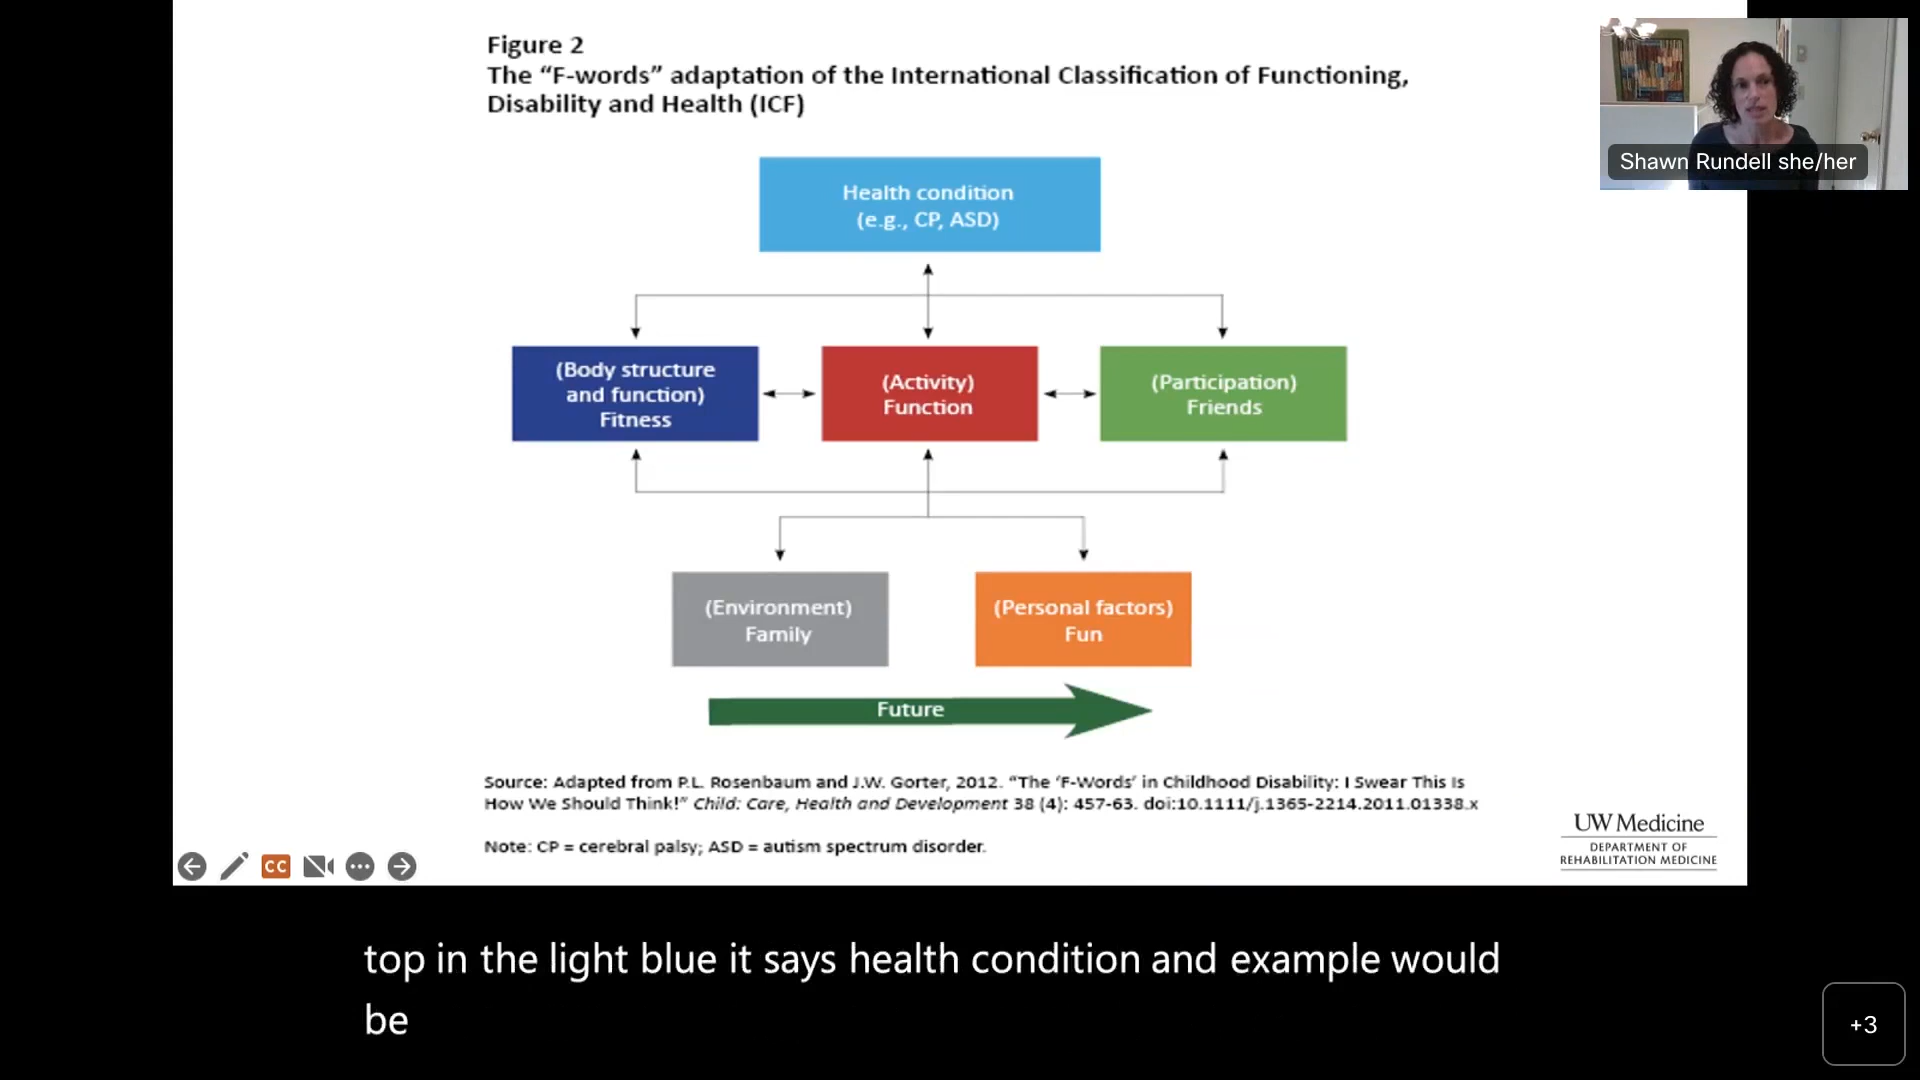 Figure 2
The “F-words” adaptation of the International Classification of Functioning,
Disability and Health (ICF)
Shawn Rundell she/her
Health condition
(e.g., CP, ASD)
(Body structure
and function)
Fitness
(Activity)
Function
(Participation)
Friends
(Environment)
Family
(Personal factors)
Fun
Future
Source: Adapted from P.L. Rosenbaum and J.W. Gorter, 2012. “The ‘F-Words’ in Childhood Disability: I Swear This Is
How We Should Think!” Child: Care, Health and Development 38 (4): 457-63. doi:10.1111/j.1365-2214.2011.01338.x
Note: CP = cerebral palsy; ASD = autism spectrum disorder.
UW Medicine
DEPARTMENT OF
REHABILITATION MEDICINE
CC
top in the light blue it says health condition and example would
be
+3